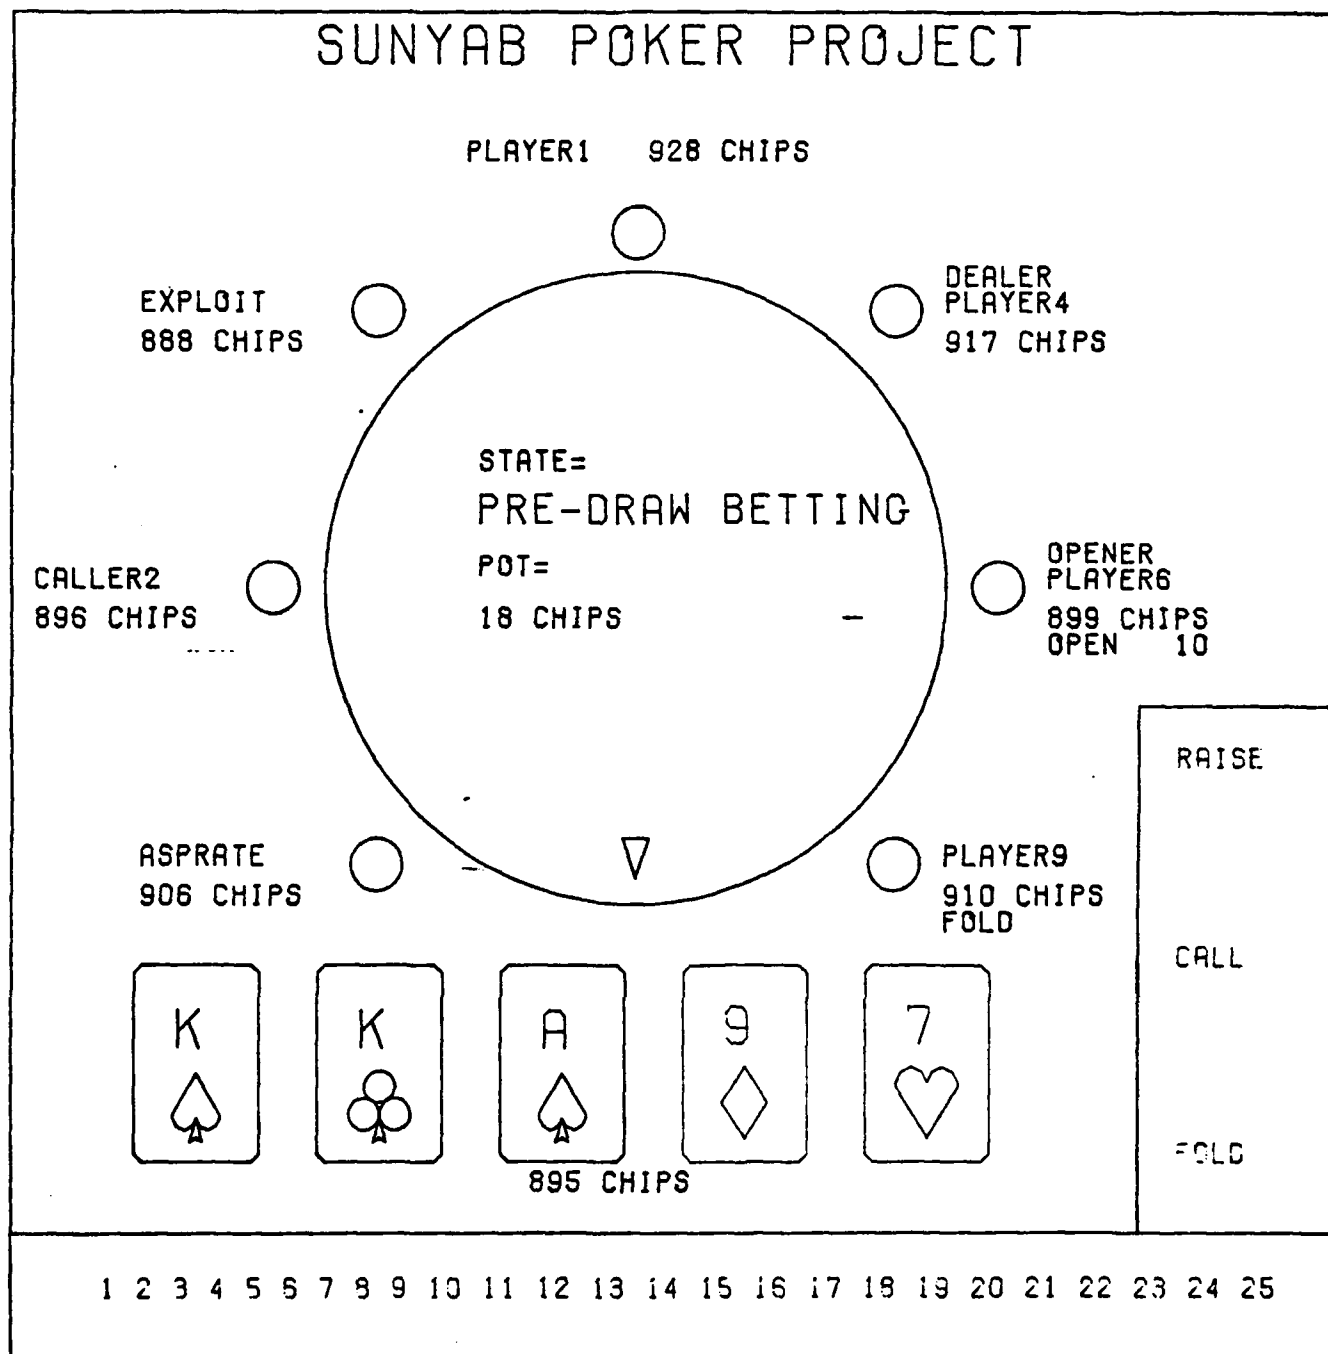 SUNYAB POKER PROJECT
PLAYER1 928 CHIPS
DEALER
PLAYER4
917 CHIPS
EXPLOIT
888 CHIPS
STATE=
PRE-DRAW BETTING
POT=
18 CHIPS
CALLER2
896 CHIPS
OPENER
PLAYER6
899 CHIPS
OPEN 10
RAISE
ASPRATE
906 CHIPS
PLAYER9
910 CHIPS
FOLD
CALL
K K A 9 7
FOLD
895 CHIPS
1 2 3 4 5 6 7 8 9 10 11 12 13 14 15 16 17 18 19 20 21 22 23 24 25